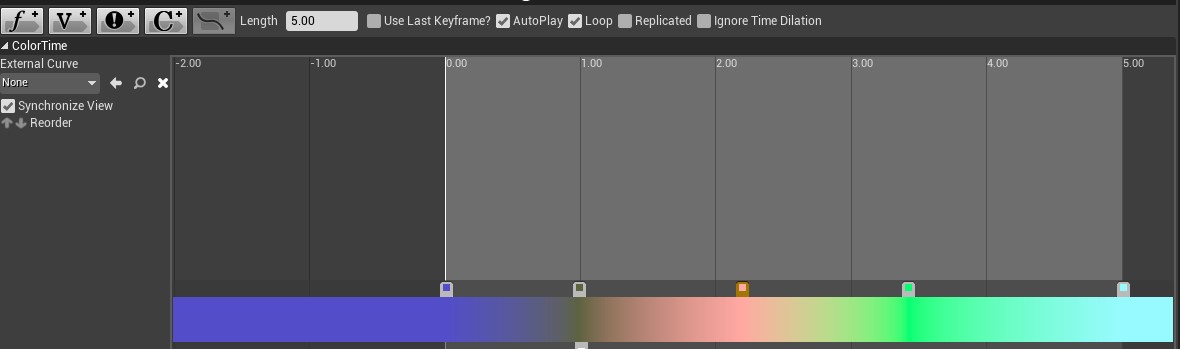 f+ V+ !+ C+ Length 5.00 Use Last Keyframe? AutoPlay Loop Replicated Ignore Time Dilation
ColorTime
External Curve -2.00 -1.00 0.00 1.00 2.00 3.00 4.00 5.00
None
Synchronize View
Reorder